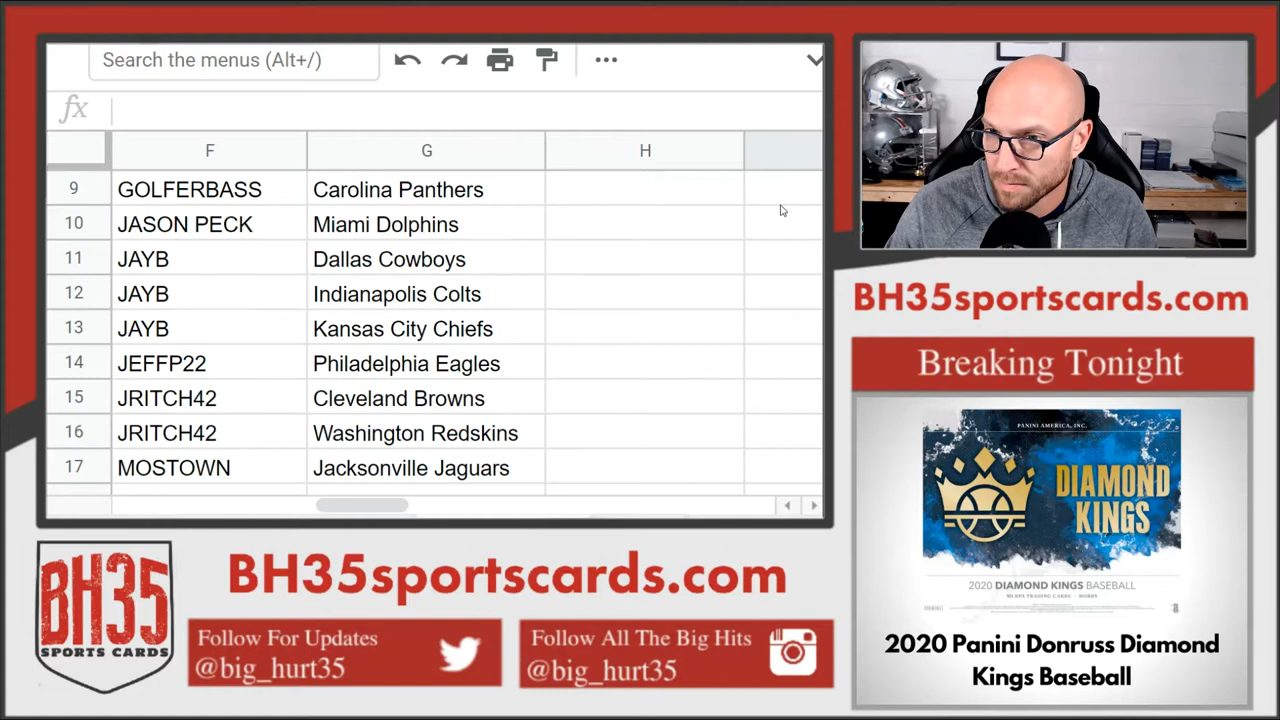 Search the menus (Alt+/)
fx
F G H
9 GOLFERBASS Carolina Panthers
10 JASON PECK Miami Dolphins
11 JAYB Dallas Cowboys
12 JAYB Indianapolis Colts
13 JAYB Kansas City Chiefs
14 JEFFP22 Philadelphia Eagles
15 JRITCH42 Cleveland Browns
16 JRITCH42 Washington Redskins
17 MOSTOWN Jacksonville Jaguars
BH35sportscards.com
Breaking Tonight
PANINI AMERICA, INC.
DIAMOND
KINGS
2020 DIAMOND KINGS BASEBALL
2020 Panini Donruss Diamond
Kings Baseball
BH35
SPORTS CARDS
BH35sportscards.com
Follow For Updates
@big_hurt35
Follow All The Big Hits
@big_hurt35